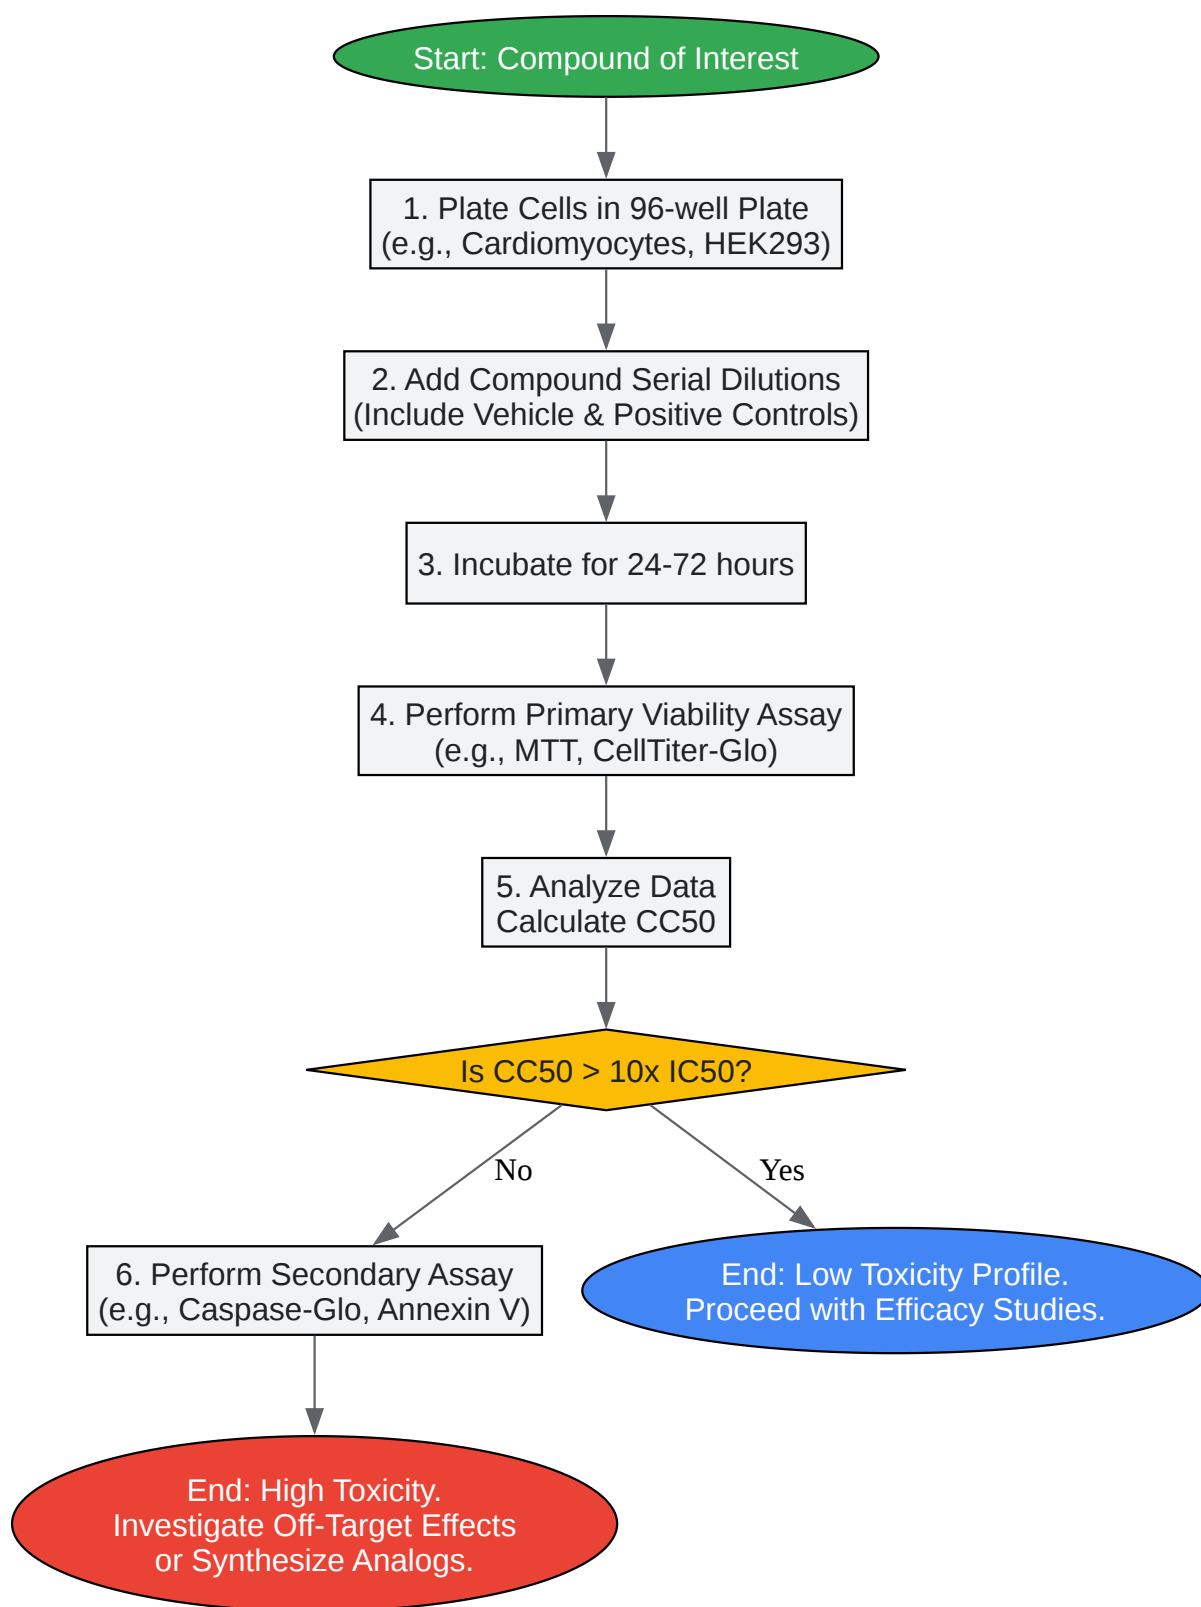 Start: Compound of Interest
1. Plate Cells in 96-well Plate
(e.g., Cardiomyocytes, HEK293)
2. Add Compound Serial Dilutions
(Include Vehicle & Positive Controls)
3. Incubate for 24-72 hours
4. Perform Primary Viability Assay
(e.g., MTT, CellTiter-Glo)
5. Analyze Data
Calculate CC50
Is CC50 > 10x IC50?
No
Yes
6. Perform Secondary Assay
(e.g., Caspase-Glo, Annexin V)
End: Low Toxicity Profile.
Proceed with Efficacy Studies.
End: High Toxicity.
Investigate Off-Target Effects
or Synthesize Analogs.